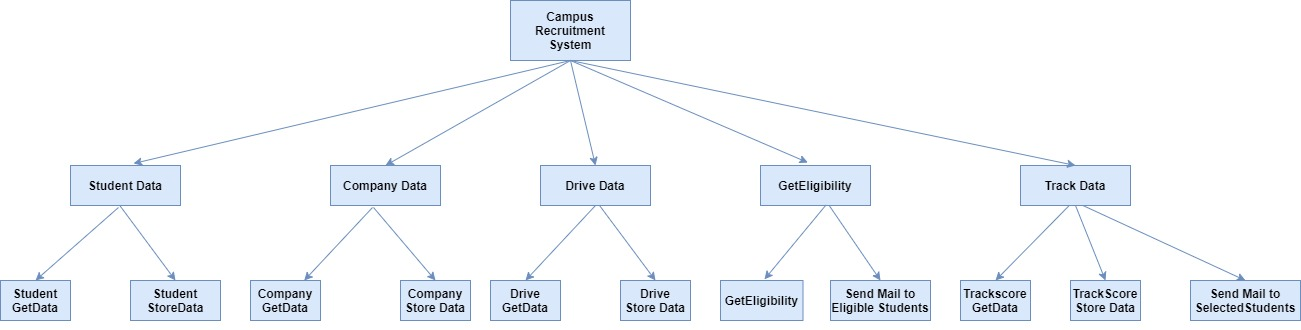 Campus
Recruitment
System
Student Data
Company Data
Drive Data
GetEligibility
Track Data
Student
GetData
Student
StoreData
Company
GetData
Company
Store Data
Drive
GetData
Drive
Store Data
GetEligibility
Send Mail to
Eligible Students
Trackscore
GetData
TrackScore
Store Data
Send Mail to
SelectedStudents